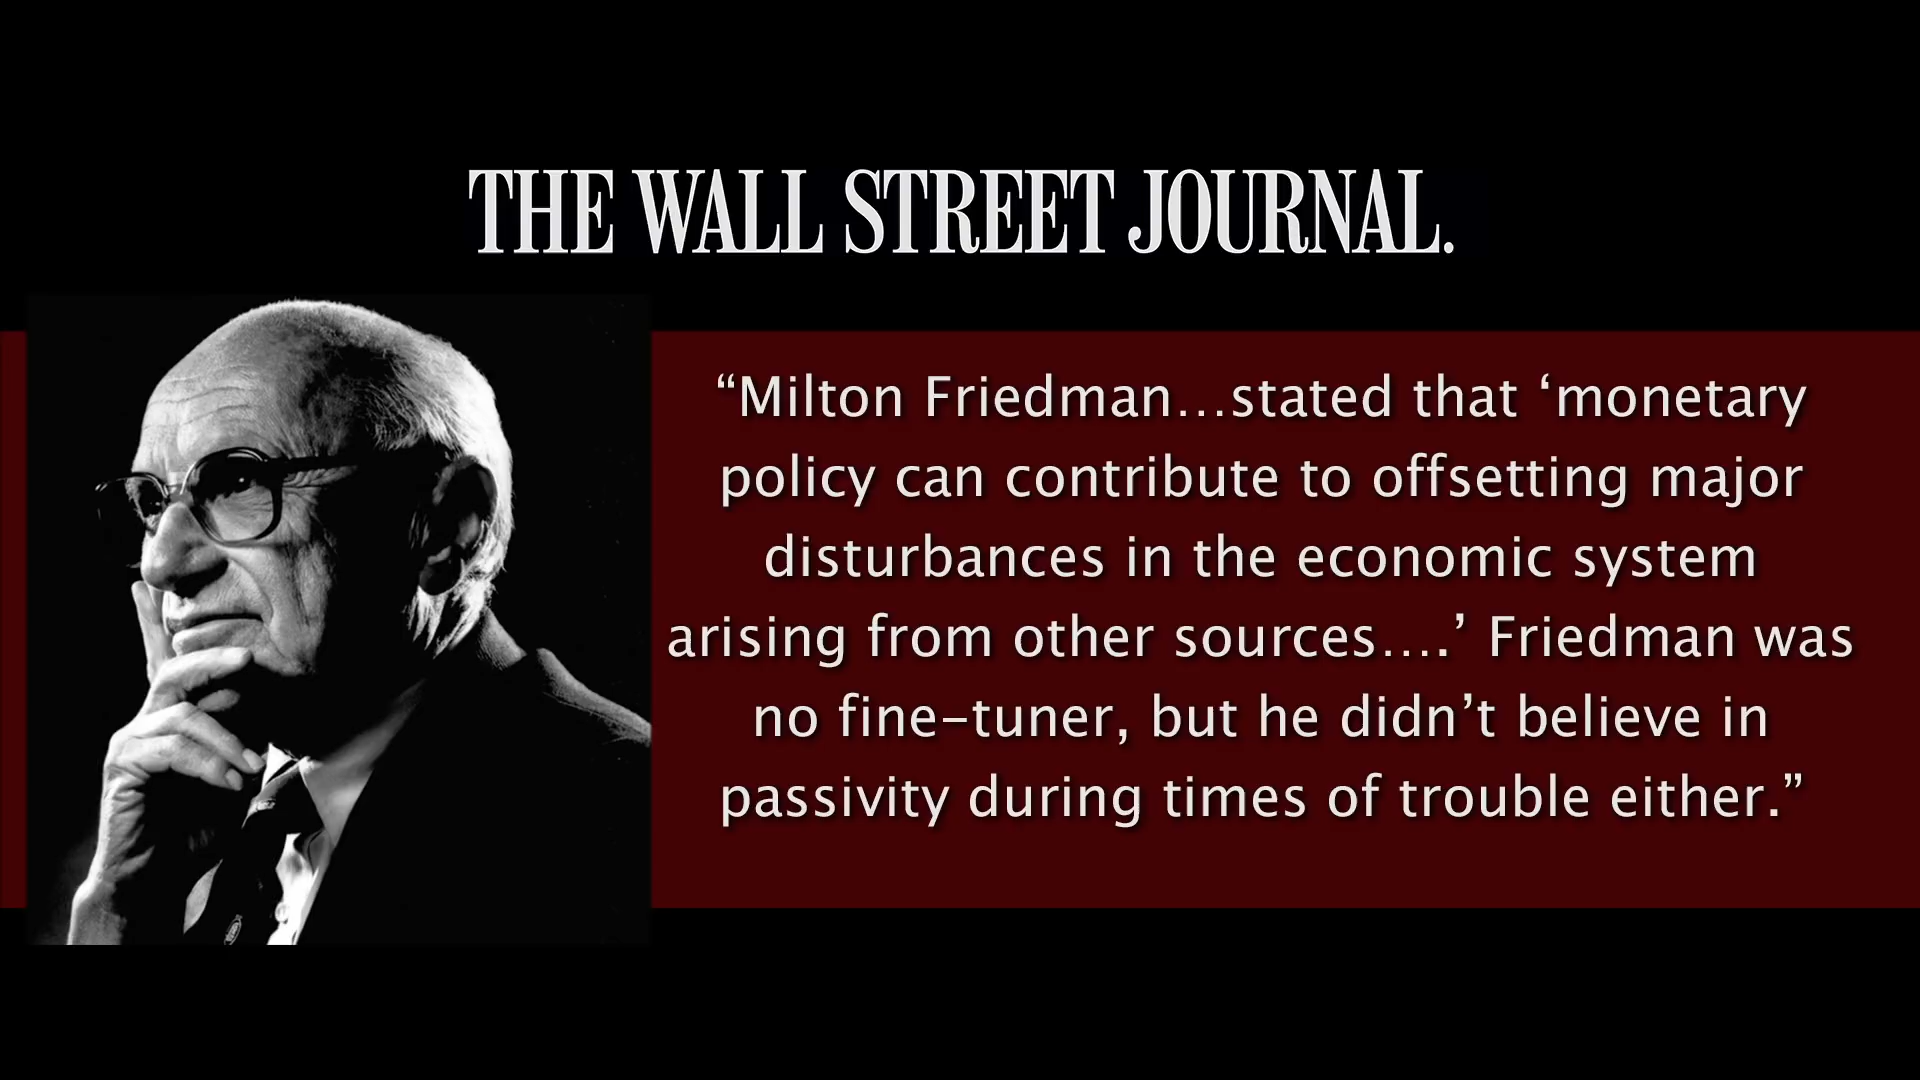 THE WALL STREET JOURNAL.
“Milton Friedman…stated that ‘monetary
policy can contribute to offsetting major
disturbances in the economic system
arising from other sources….’ Friedman was
no fine–tuner, but he didn’t believe in
passivity during times of trouble either.”